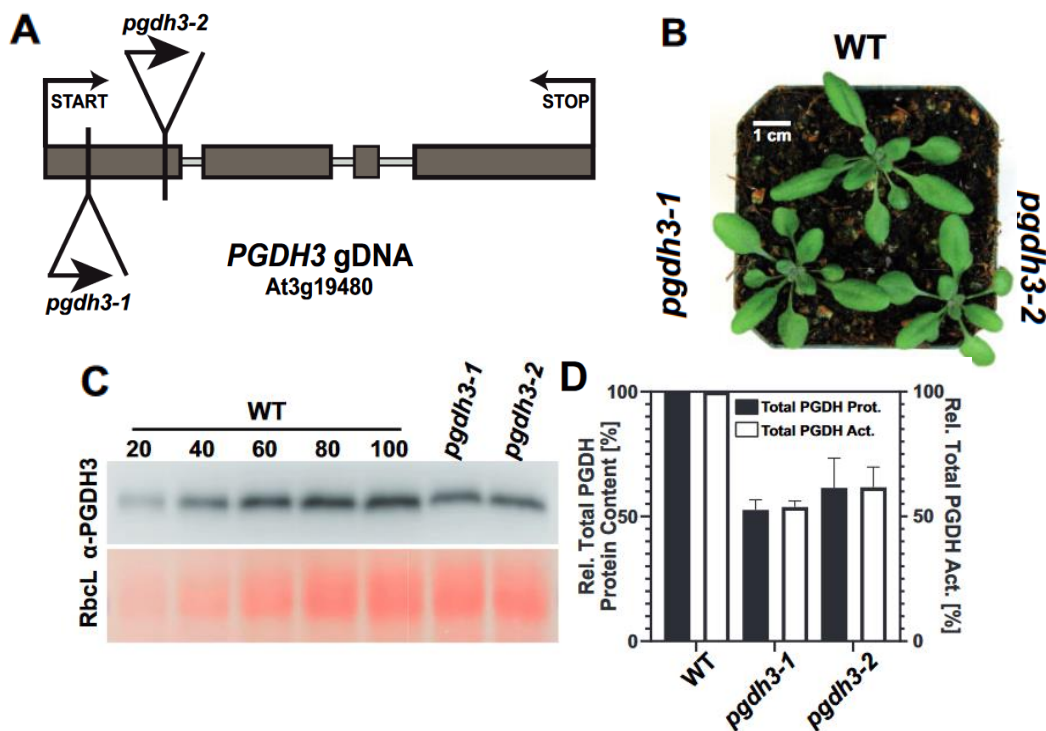 A
pgdh3-2
START
STOP
pgdh3-1
PGDH3 gDNA
At3g19480
B
WT
1 cm
pgdh3-1
pgdh3-2
C
WT
20 40 60 80 100 pgdh3-1 pgdh3-2
α-PGDH3
RbcL
D
100 100
Total PGDH Prot.
Total PGDH Act.
Rel. Total PGDH
Protein Content [%]
50 50
Rel. Total PGDH Act. [%]
0 0
WT pgdh3-1 pgdh3-2